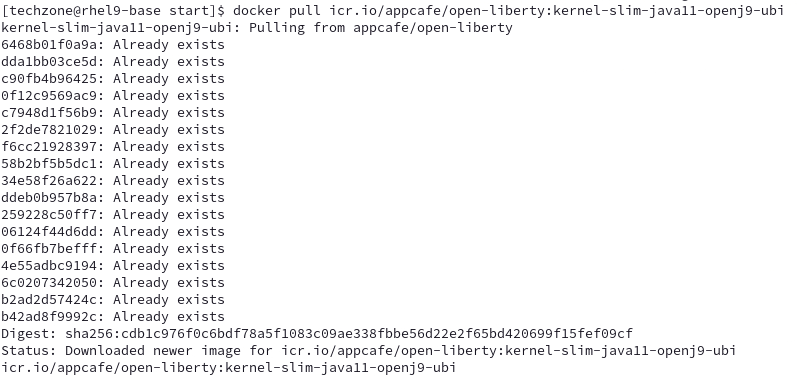 [techzone@rhel9-base start]$ docker pull icr.io/appcafe/open-liberty:kernel-slim-java11-openj9-ubi
kernel-slim-java11-openj9-ubi: Pulling from appcafe/open-liberty
6468b01f0a9a: Already exists
dda1bb03ce5d: Already exists
c90fb4b96425: Already exists
0f12c9569ac9: Already exists
c7948d1f56b9: Already exists
2f2de7821029: Already exists
f6cc21928397: Already exists
58b2bf5b5dc1: Already exists
34e58f26a622: Already exists
ddeb0b957b8a: Already exists
259228c50ff7: Already exists
06124f44d6dd: Already exists
0f66fb7befff: Already exists
4e55adbc9194: Already exists
6c0207342050: Already exists
b2ad2d57424c: Already exists
b42ad8f9992c: Already exists
Digest: sha256:cdb1c976f0c6bdf78a5f1083c09ae338fbbe56d22e2f65bd420699f15fef09cf
Status: Downloaded newer image for icr.io/appcafe/open-liberty:kernel-slim-java11-openj9-ubi
icr.io/appcafe/open-liberty:kernel-slim-java11-openj9-ubi